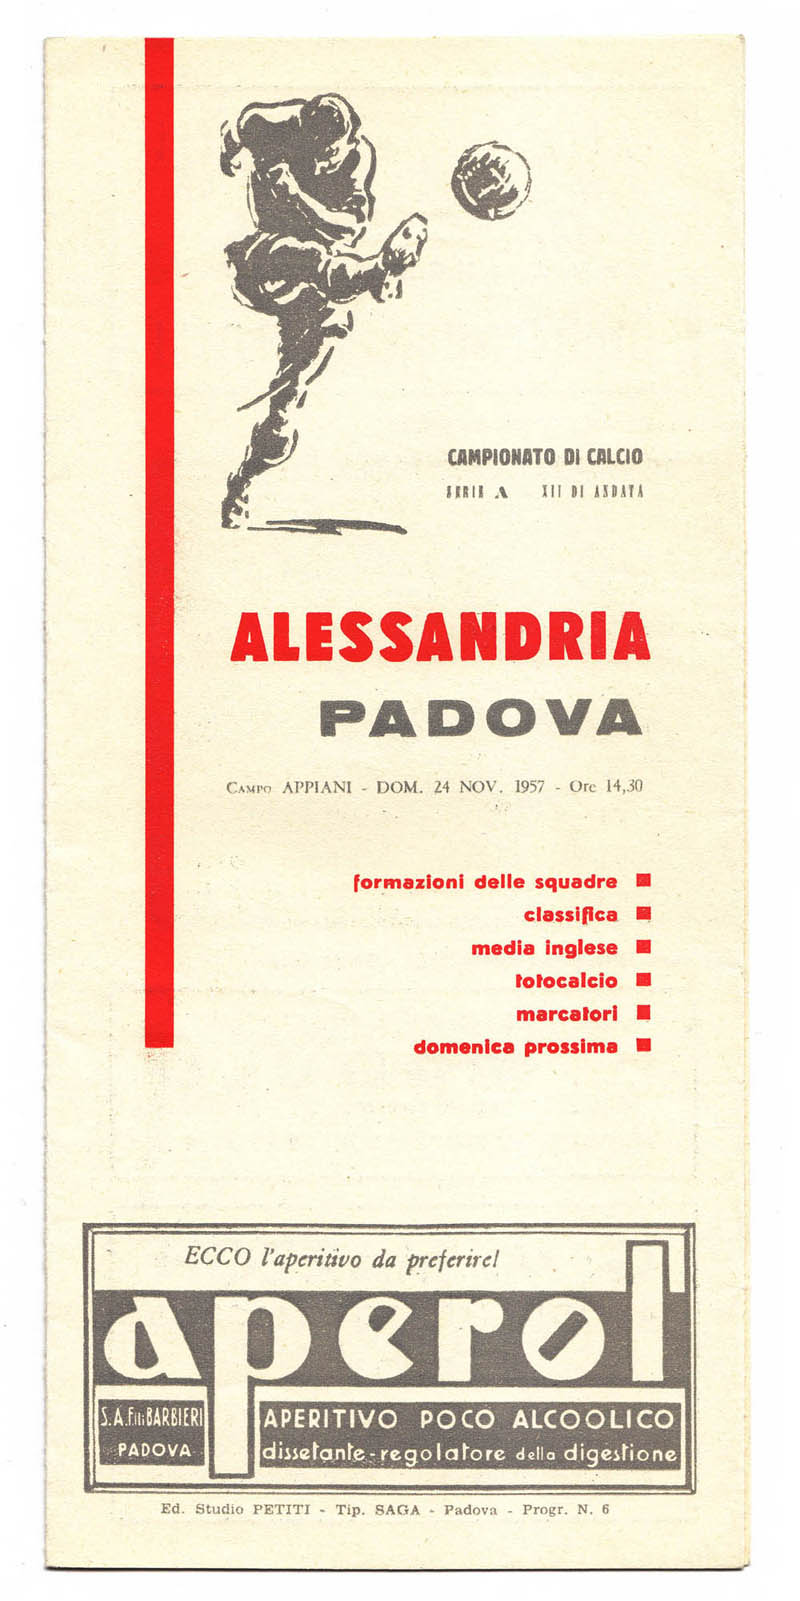 CAMPIONATO DI CALCIO
SERIE A XII DI ANDATA
ALESSANDRIA
PADOVA
CAMPO APPIANI - DOM. 24 NOV. 1957 - Ore 14,30
formazioni delle squadre
classifica
media inglese
totocalcio
marcatori
domenica prossima
ECCO l'aperitivo da preferire!
aperol
S. A. F.lli BARBIERI
PADOVA
APERITIVO POCO ALCOOLICO
dissetante - regolatore della digestione
Ed. Studio PETITI - Tip. SAGA - Padova - Progr. N. 6